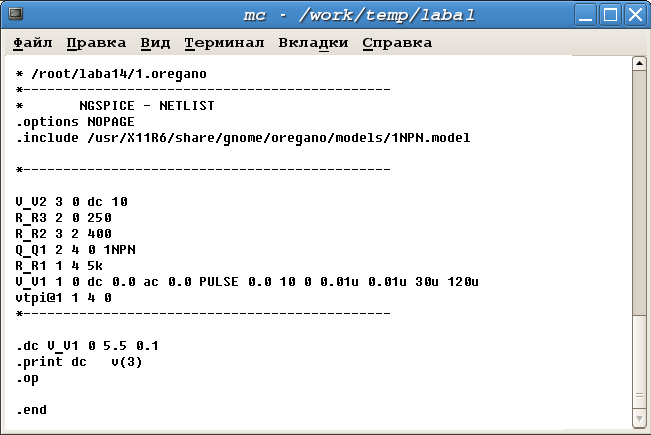 mc - /work/temp/laba1
Файл Правка Вид Терминал Вкладки Справка
* /root/laba14/1.oregano
*----------------------------------------------
* NGSPICE - NETLIST
.options NOPAGE
.include /usr/X11R6/share/gnome/oregano/models/1NPN.model
*----------------------------------------------
V_V2 3 0 dc 10
R_R3 2 0 250
R_R2 3 2 400
Q_Q1 2 4 0 1NPN
R_R1 1 4 5k
V_V1 1 0 dc 0.0 ac 0.0 PULSE 0.0 10 0 0.01u 0.01u 30u 120u
vtpi@1 1 4 0
*----------------------------------------------
.dc V_V1 0 5.5 0.1
.print dc v(3)
.op
.end